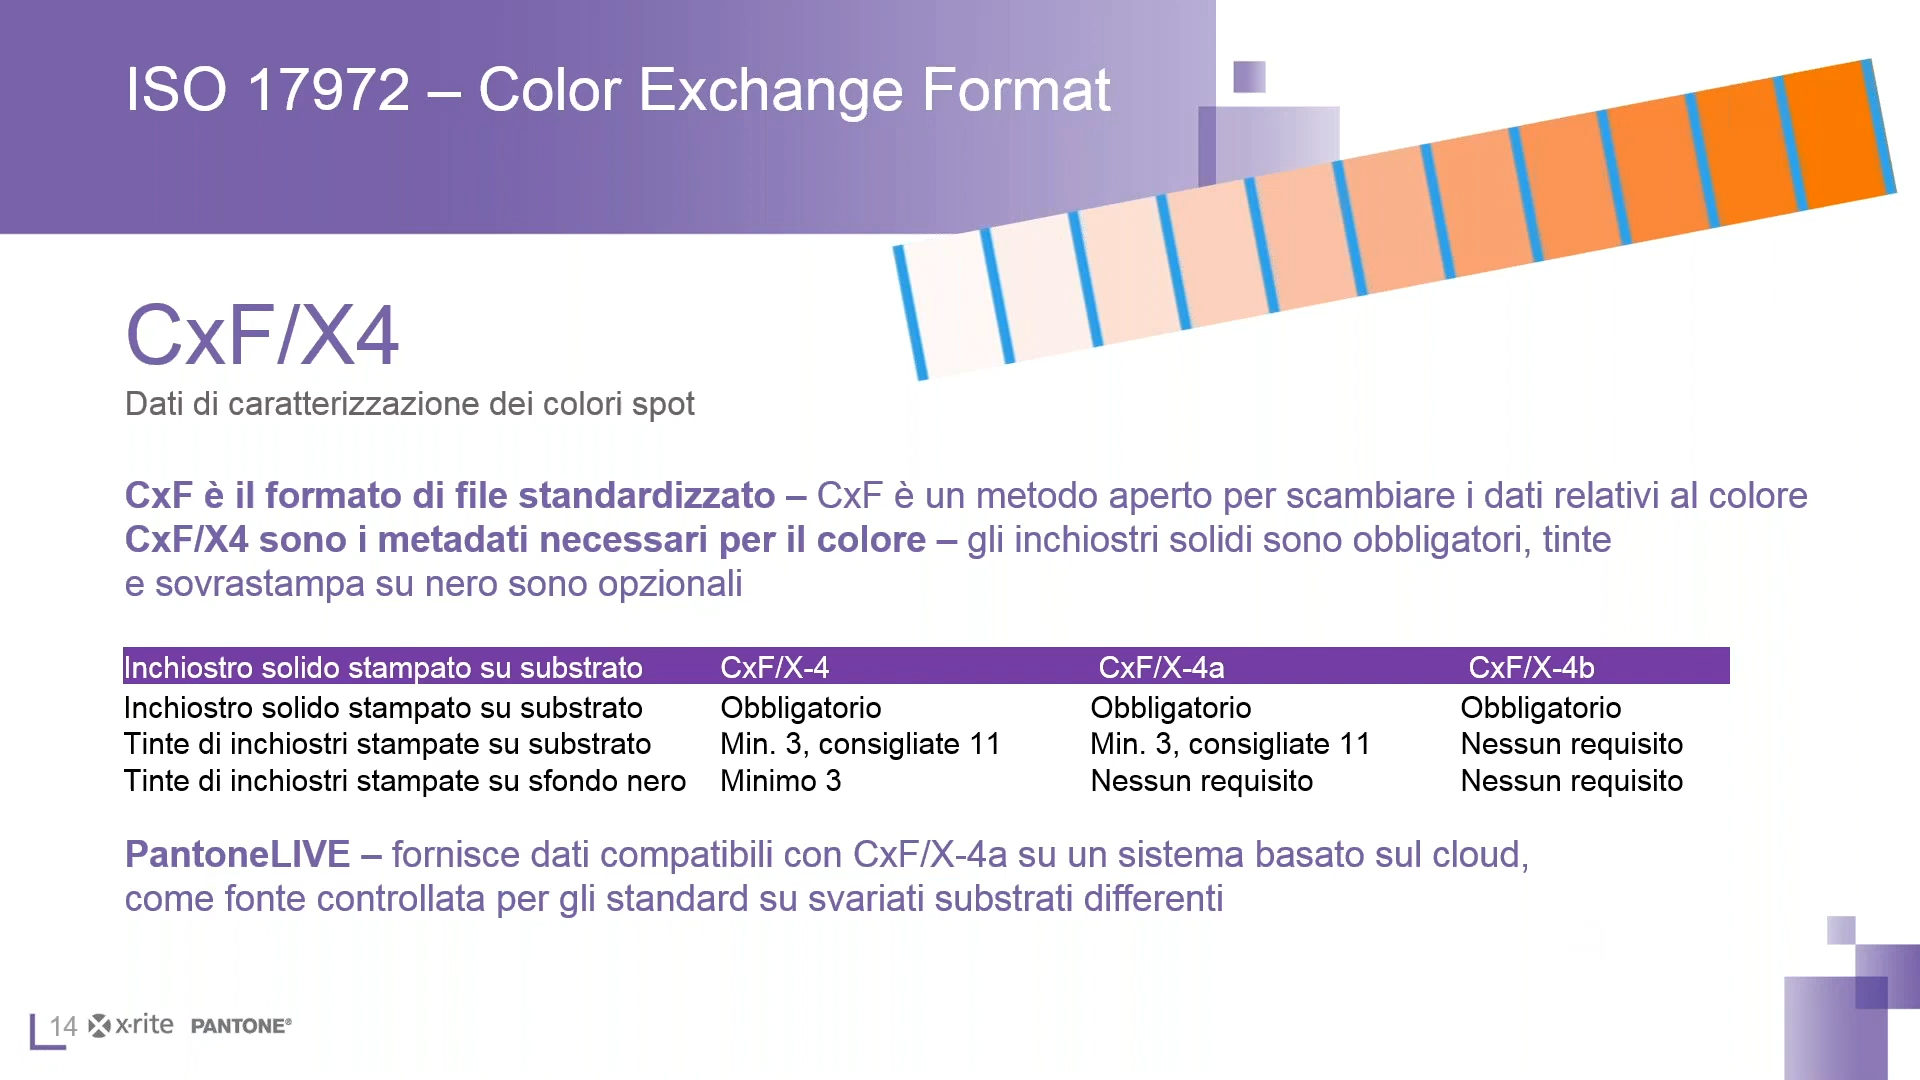 ISO 17972 – Color Exchange Format
CxF/X4
Dati di caratterizzazione dei colori spot
CxF è il formato di file standardizzato – CxF è un metodo aperto per scambiare i dati relativi al colore
CxF/X4 sono i metadati necessari per il colore – gli inchiostri solidi sono obbligatori, tinte
e sovrastampa su nero sono opzionali
Inchiostro solido stampato su substrato CxF/X-4 CxF/X-4a CxF/X-4b
Inchiostro solido stampato su substrato Obbligatorio Obbligatorio Obbligatorio
Tinte di inchiostri stampate su substrato Min. 3, consigliate 11 Min. 3, consigliate 11 Nessun requisito
Tinte di inchiostri stampate su sfondo nero Minimo 3 Nessun requisito Nessun requisito
PantoneLIVE – fornisce dati compatibili con CxF/X-4a su un sistema basato sul cloud,
come fonte controllata per gli standard su svariati substrati differenti
14 x·rite PANTONE®